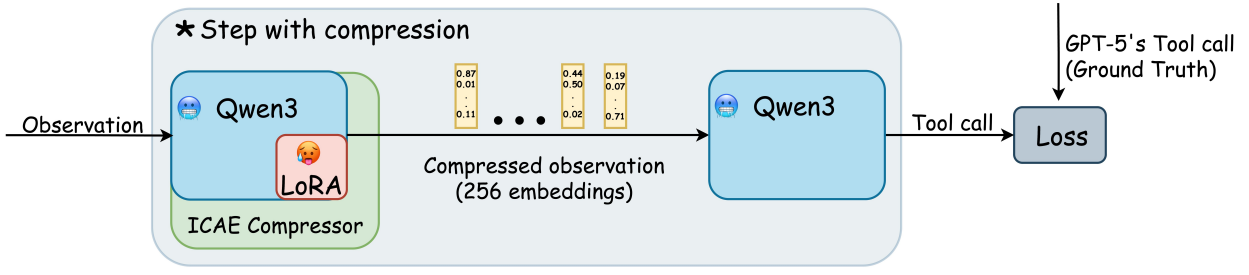 * Step with compression
Qwen3
LoRA
ICAE Compressor
Observation
0.87
0.01
.
.
0.11
...
0.44
0.50
.
.
0.02
0.19
0.07
.
.
0.71
Compressed observation
(256 embeddings)
Qwen3
Tool call
GPT-5's Tool call
(Ground Truth)
Loss